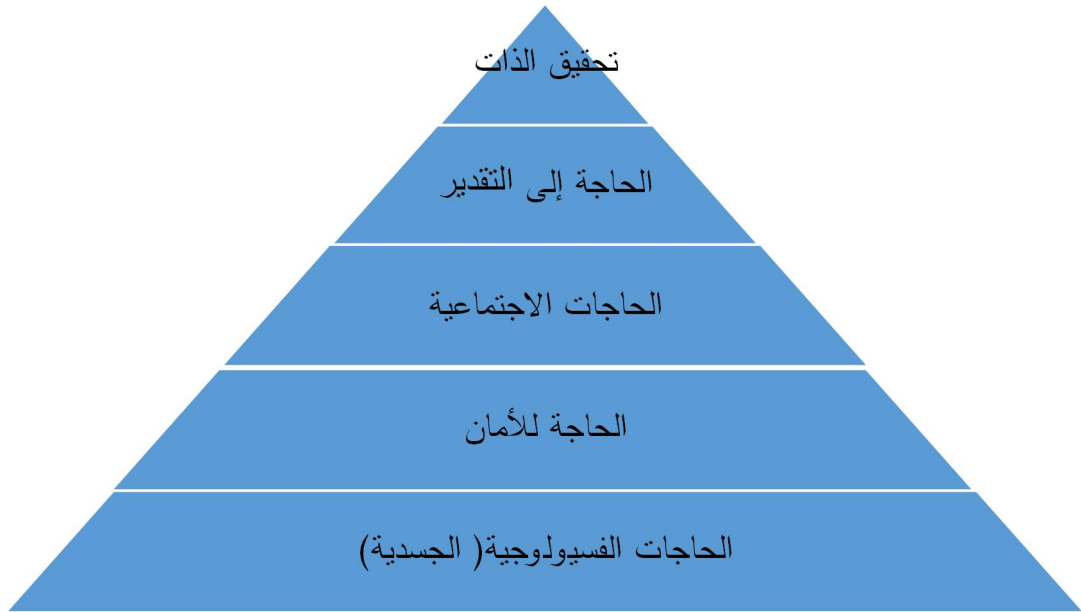 تحقيق الذات
الحاجة إلى التقدير
الحاجات الاجتماعية
الحاجة للأمان
الحاجات الفسيولوجية( الجسدية)